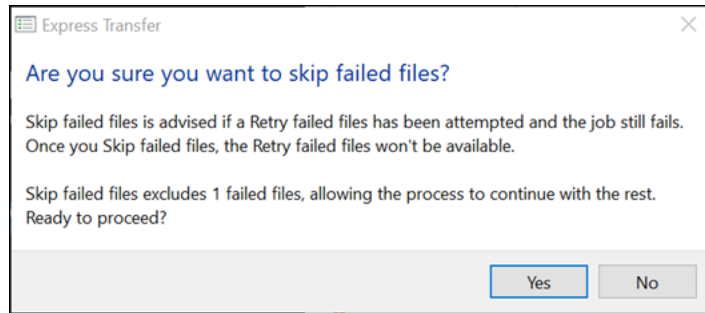 Express Transfer
Are you sure you want to skip failed files?
Skip failed files is advised if a Retry failed files has been attempted and the job still fails.
Once you Skip failed files, the Retry failed files won't be available.
Skip failed files excludes 1 failed files, allowing the process to continue with the rest.
Ready to proceed?
Yes No